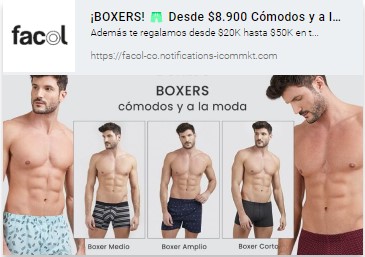 facol
¡BOXERS! 🩳 Desde $8.900 Cómodos y a l...
Además te regalamos desde $20K hasta $50K en t...
https://facol-co.notifications-icommkt.com
BOXERS
cómodos y a la moda
Boxer Medio
Boxer Amplio
Boxer Corto